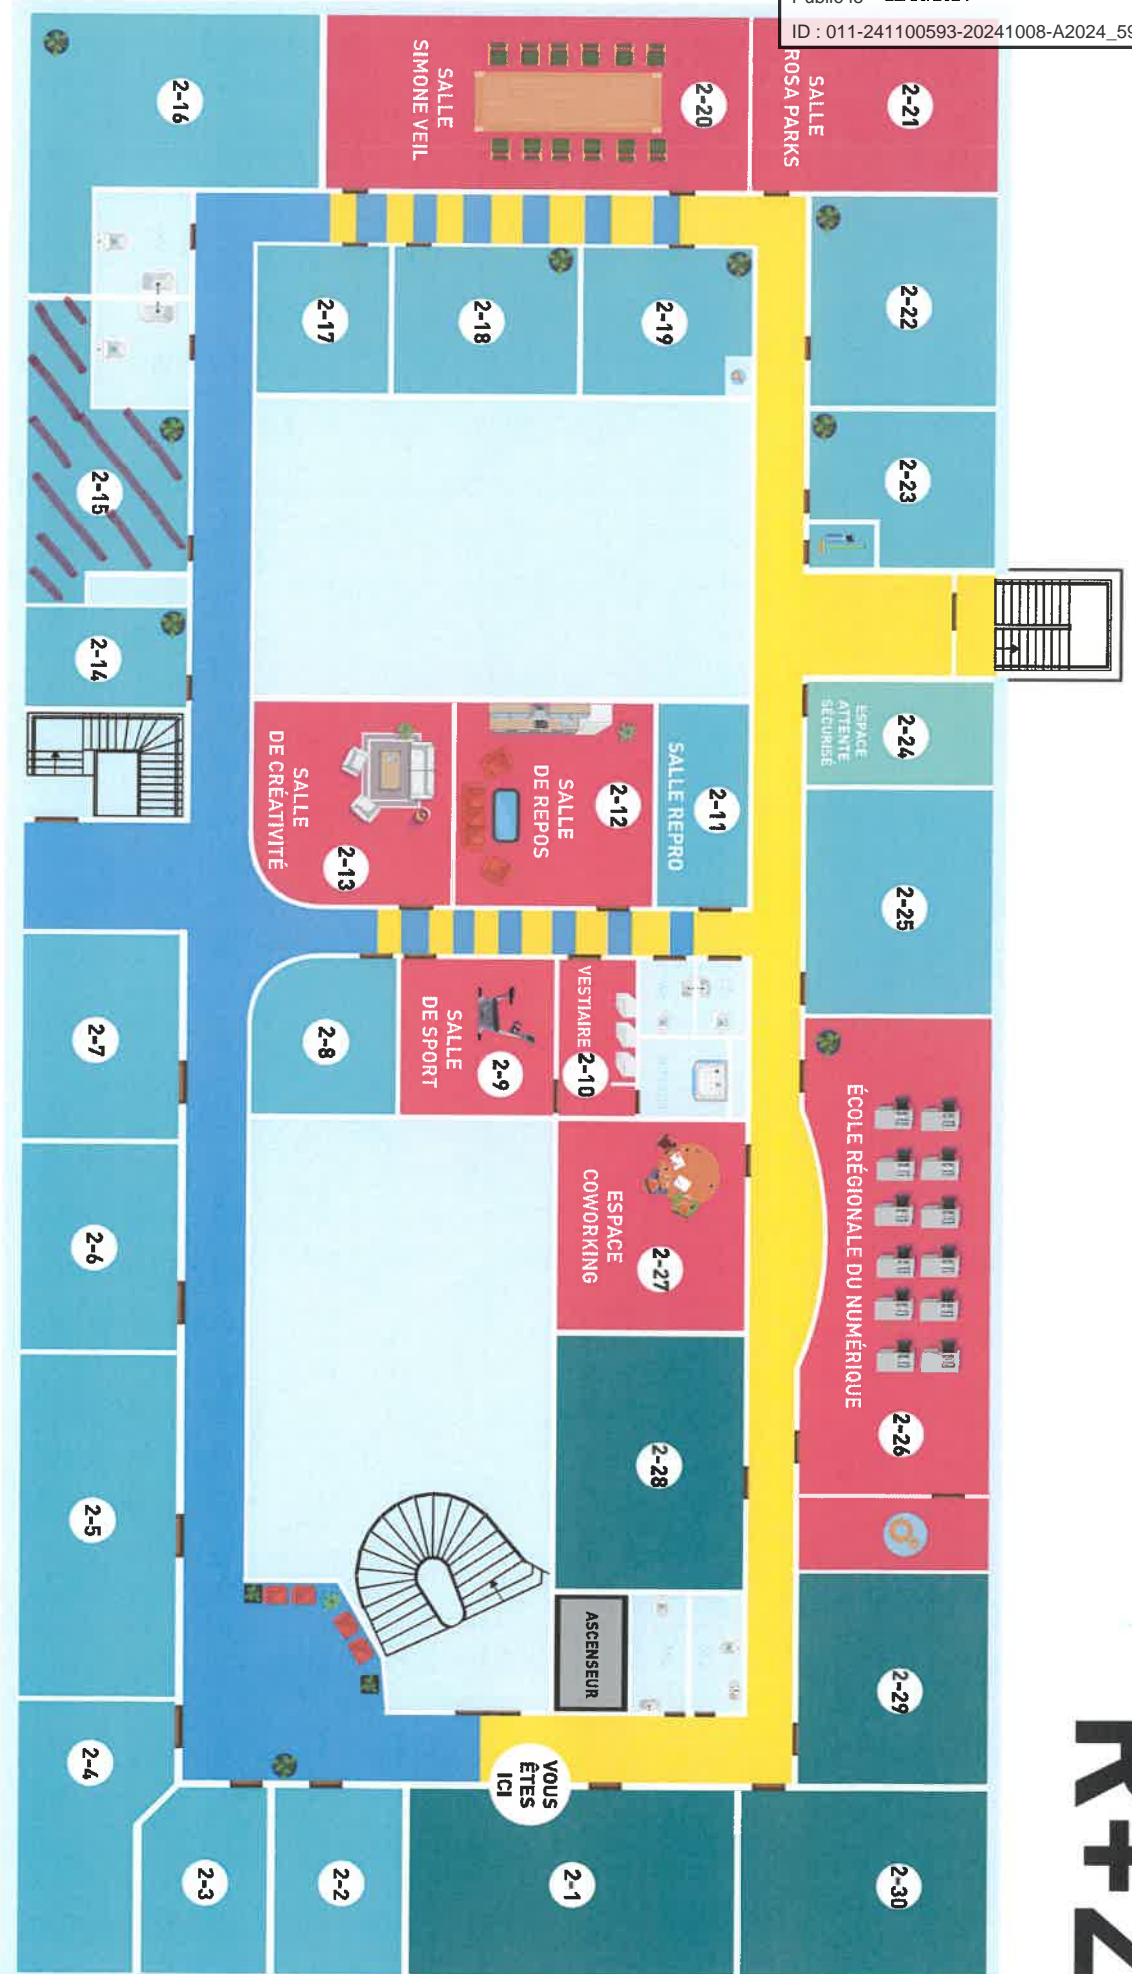 Publié le
ID : 011-241100593-20241008-A2024_59
R+2
2-16
SALLE
SIMONE VEIL
2-20
SALLE
ROSA PARKS
2-21
2-17
2-18
2-19
2-22
2-15
2-23
2-14
SALLE
DE CRÉATIVITÉ
2-13
SALLE
DE REPOS
2-12
SALLE REPRO
2-11
ESPACE
ATTENTE
SÉCURISÉ
2-24
2-25
2-7
2-8
SALLE
DE SPORT
2-9
VESTIAIRE
2-10
ÉCOLE RÉGIONALE DU NUMÉRIQUE
2-26
2-6
ESPACE
COWORKING
2-27
2-5
2-28
ASCENSEUR
2-29
2-4
VOUS
ÊTES
ICI
2-3
2-2
2-1
2-30